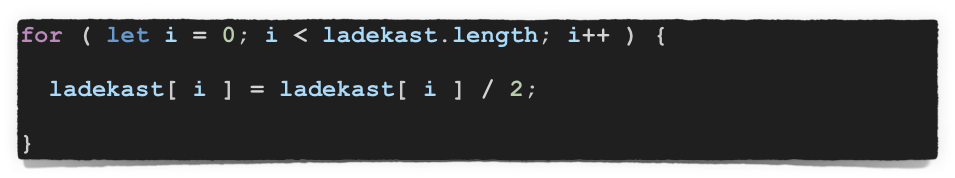 for ( let i = 0; i < ladekast.length; i++ ) {
ladekast[ i ] = ladekast[ i ] / 2;
}